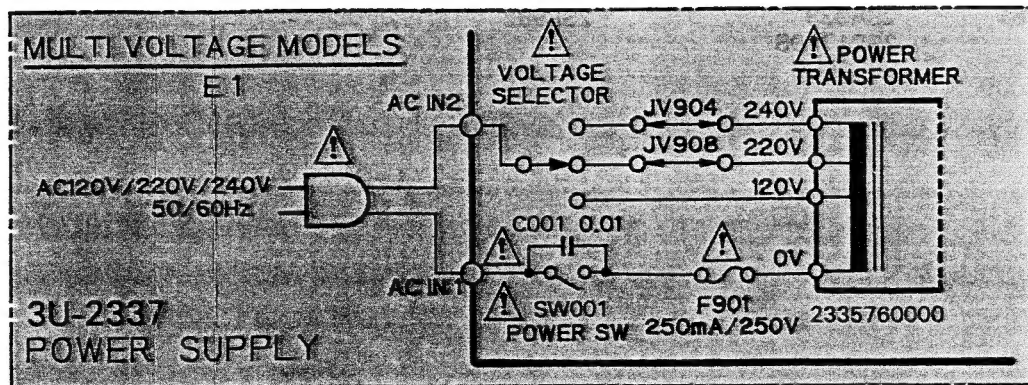 MULTI VOLTAGE MODELS
E1
AC IN2
VOLTAGE
SELECTOR
POWER
TRANSFORMER
JV904
240V
JV908
220V
120V
AC120V/220V/240V
50/60Hz
C001 0.01
0V
AC IN1
SW001
POWER SW
F901
250mA/250V
2335760000
3U-2337
POWER SUPPLY